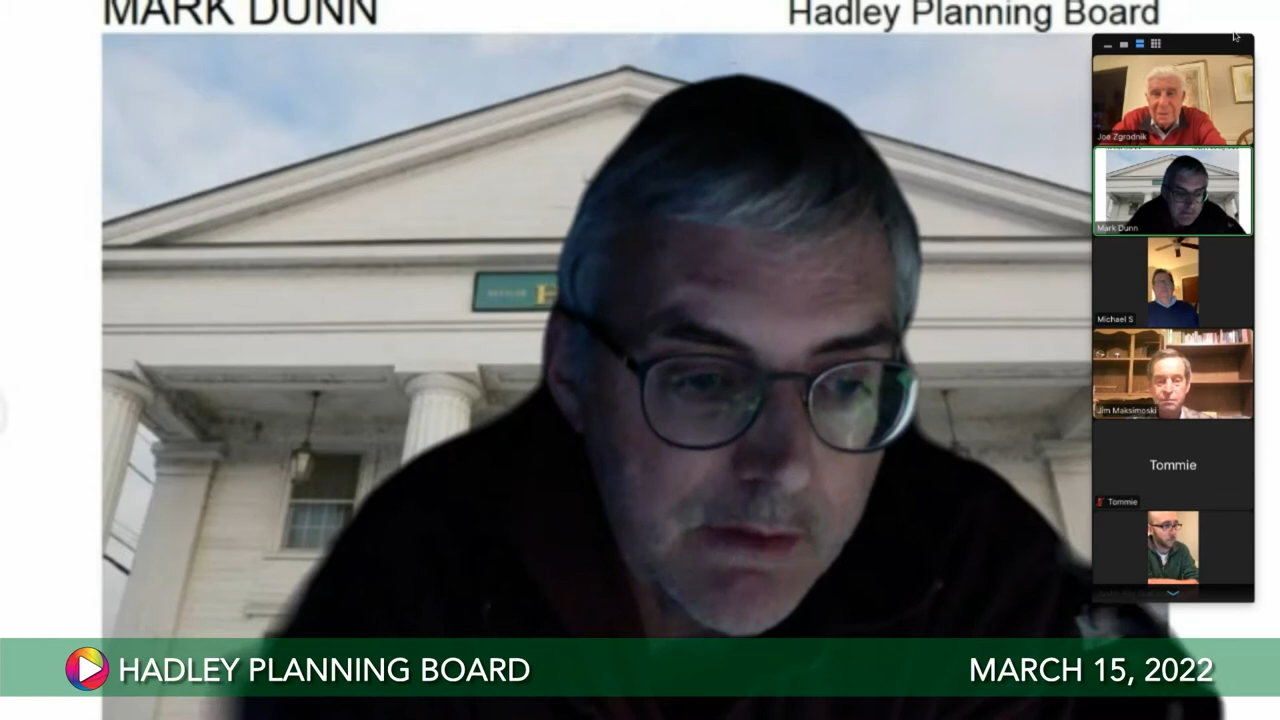 MARK DUNN
Hadley Planning Board
Joe Zgrodnik
Mark Dunn
Michael S
Jim Maksimoski
Tommie
Tommie
HADLEY PLANNING BOARD
MARCH 15, 2022